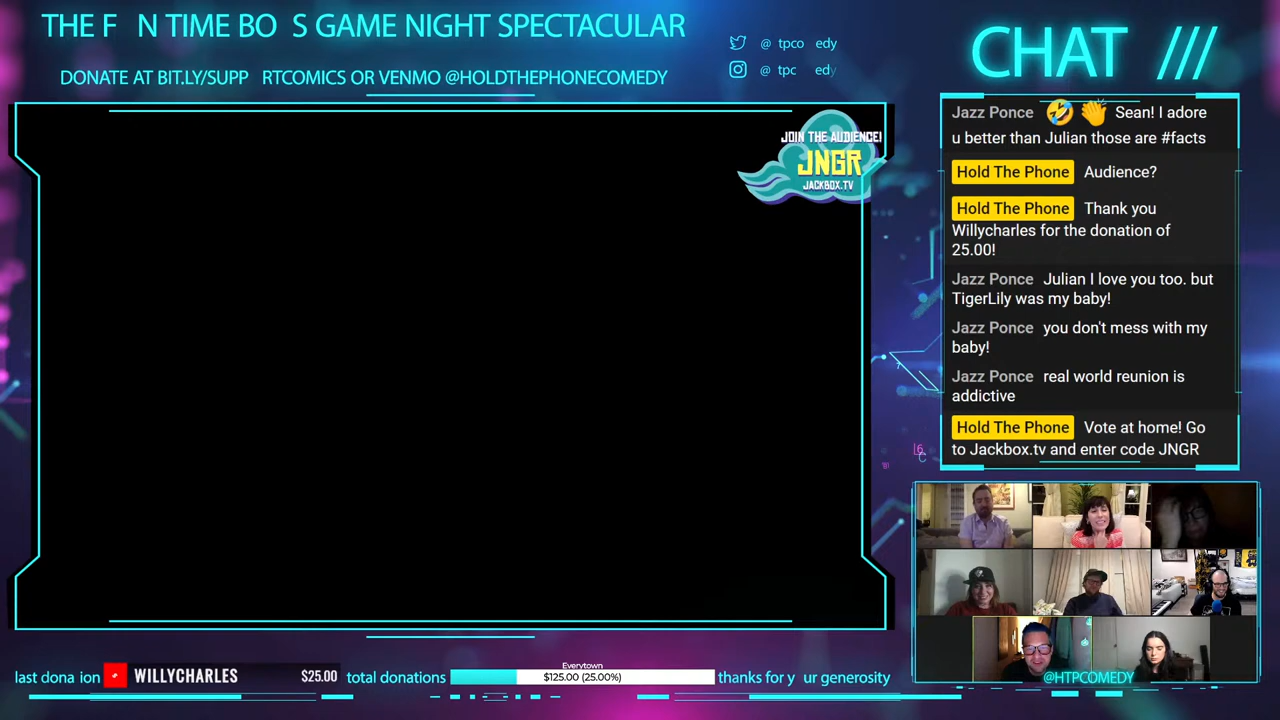 THE F N TIME BO S GAME NIGHT SPECTACULAR
DONATE AT BIT.LY/SUPP RTCOMICS OR VENMO @HOLDTHEPHONECOMEDY
@ tpco edy
@ tpc edy
CHAT ///
JOIN THE AUDIENCE!
JNGR
JACKBOX.TV
Jazz Ponce 🤣 👏 Sean! I adore
u better than Julian those are #facts
Hold The Phone Audience?
Hold The Phone Thank you
Willycharles for the donation of
25.00!
Jazz Ponce Julian I love you too. but
TigerLily was my baby!
Jazz Ponce you don't mess with my
baby!
Jazz Ponce real world reunion is
addictive
Hold The Phone Vote at home! Go
to Jackbox.tv and enter code JNGR
@HTPCOMEDY
last dona ion WILLYCHARLES $25.00 total donations
Everytown
$125.00 (25.00%)
thanks for y ur generosity